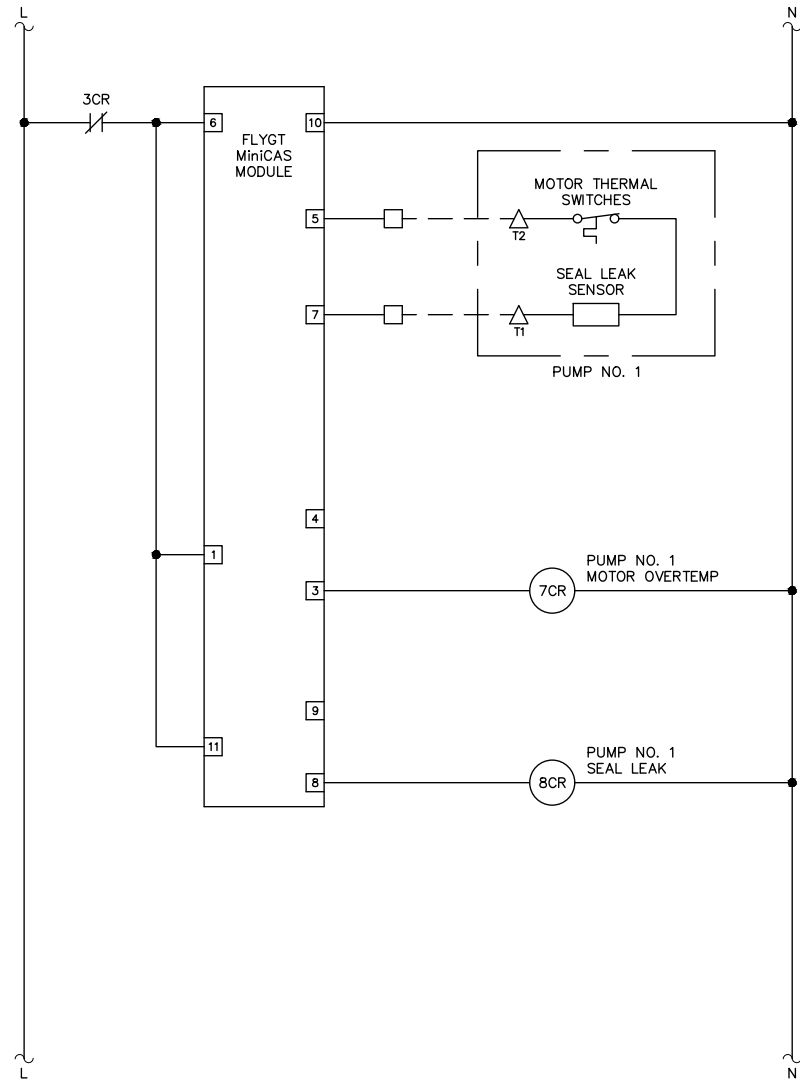 L
N
3CR
6
10
FLYGT
MiniCAS
MODULE
MOTOR THERMAL
SWITCHES
5
T2
SEAL LEAK
SENSOR
7
T1
PUMP NO. 1
4
1
PUMP NO. 1
MOTOR OVERTEMP
3
7CR
9
11
PUMP NO. 1
SEAL LEAK
8
8CR
L
N